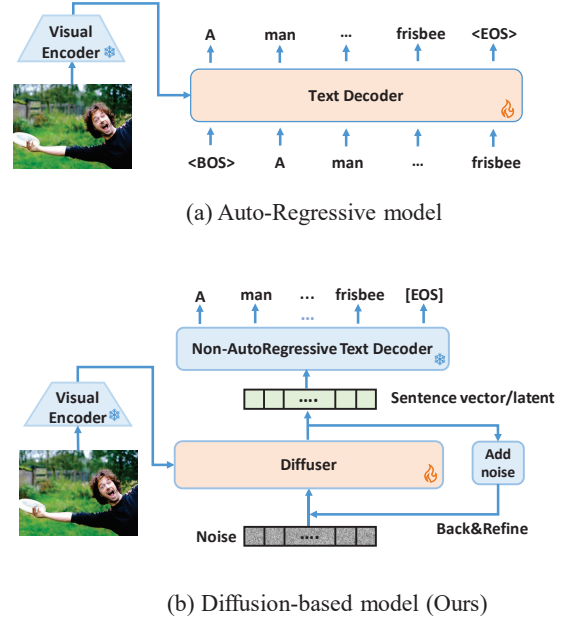 Visual
Encoder
A man ... frisbee <EOS>
Text Decoder
<BOS> A man ... frisbee
(a) Auto-Regressive model
A man ... frisbee [EOS]
...
Non-AutoRegressive Text Decoder
Visual
Encoder
.... Sentence vector/latent
Diffuser
Add
noise
Noise .... Back&Refine
(b) Diffusion-based model (Ours)